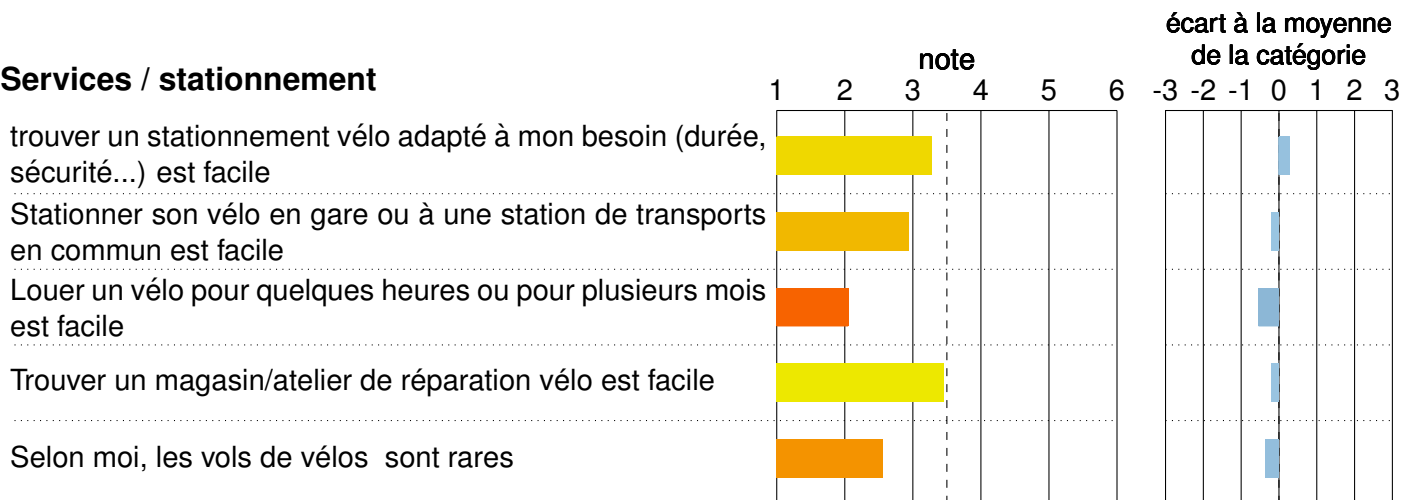 écart à la moyenne
note de la catégorie
Services / stationnement
1 2 3 4 5 6 -3 -2 -1 0 1 2 3
trouver un stationnement vélo adapté à mon besoin (durée,
sécurité...) est facile
Stationner son vélo en gare ou à une station de transports
en commun est facile
Louer un vélo pour quelques heures ou pour plusieurs mois
est facile
Trouver un magasin/atelier de réparation vélo est facile
Selon moi, les vols de vélos sont rares